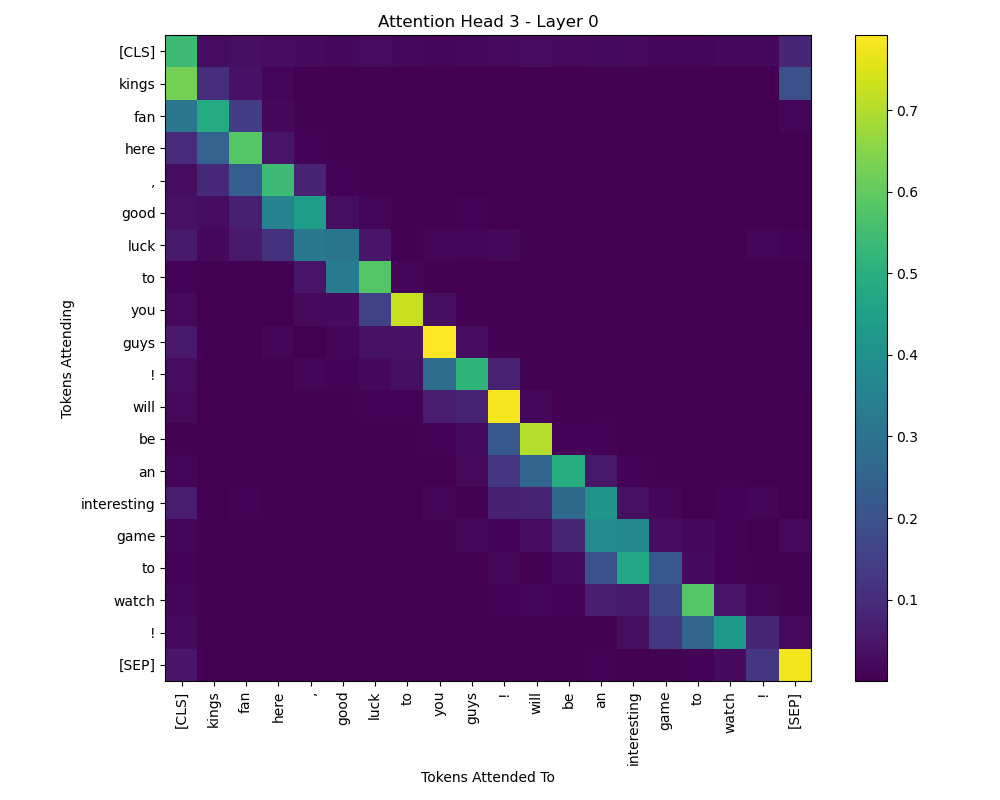 Attention Head 3 - Layer 0
Tokens Attending
[CLS]
kings
fan
here
,
good
luck
to
you
guys
!
will
be
an
interesting
game
to
watch
!
[SEP]
[CLS]
kings
fan
here
,
good
luck
to
you
guys
!
will
be
an
interesting
game
to
watch
!
[SEP]
Tokens Attended To
0.7
0.6
0.5
0.4
0.3
0.2
0.1